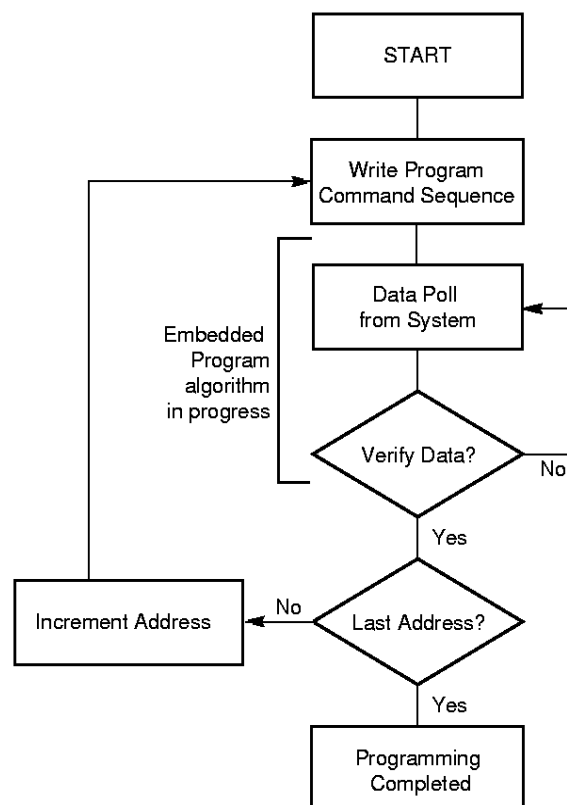 START
Write Program
Command Sequence
Data Poll
from System
Embedded
Program
algorithm
in progress
Verify Data?
No
Yes
Increment Address
No
Last Address?
Yes
Programming
Completed